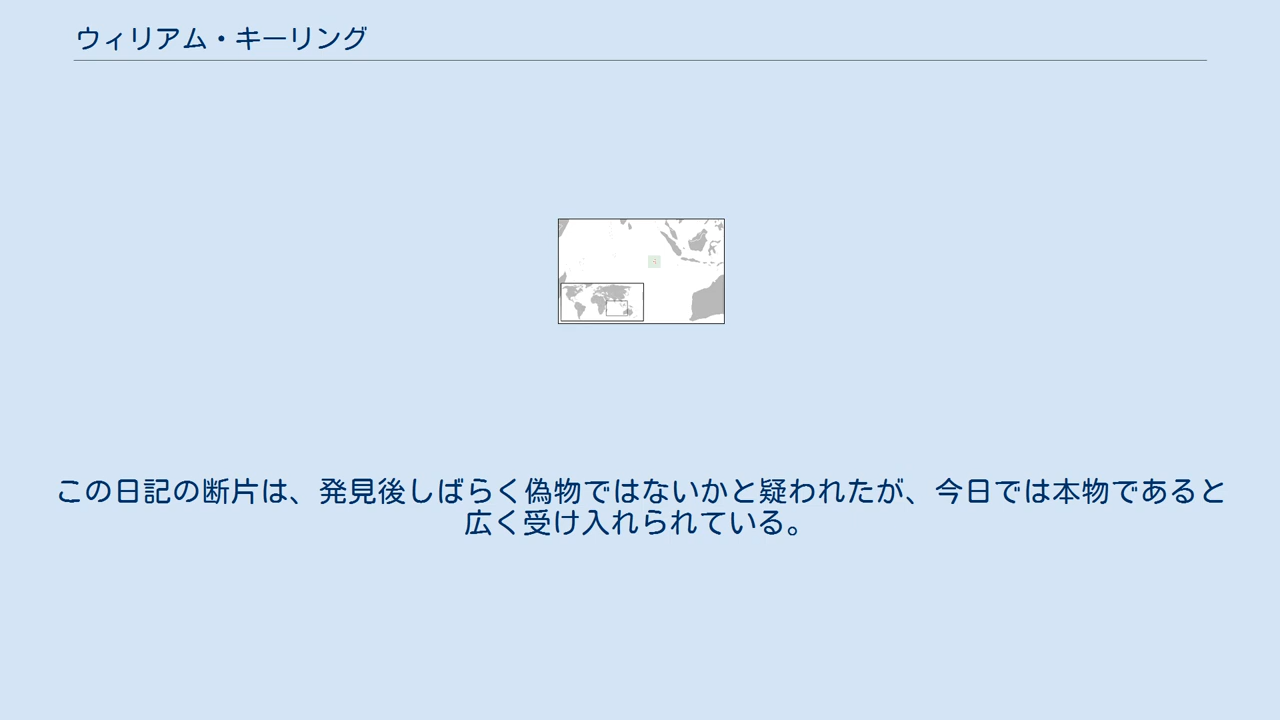 ウィリアム・キーリング
この日記の断片は、発見後しばらく偽物ではないかと疑われたが、今日では本物であると
広く受け入れられている。